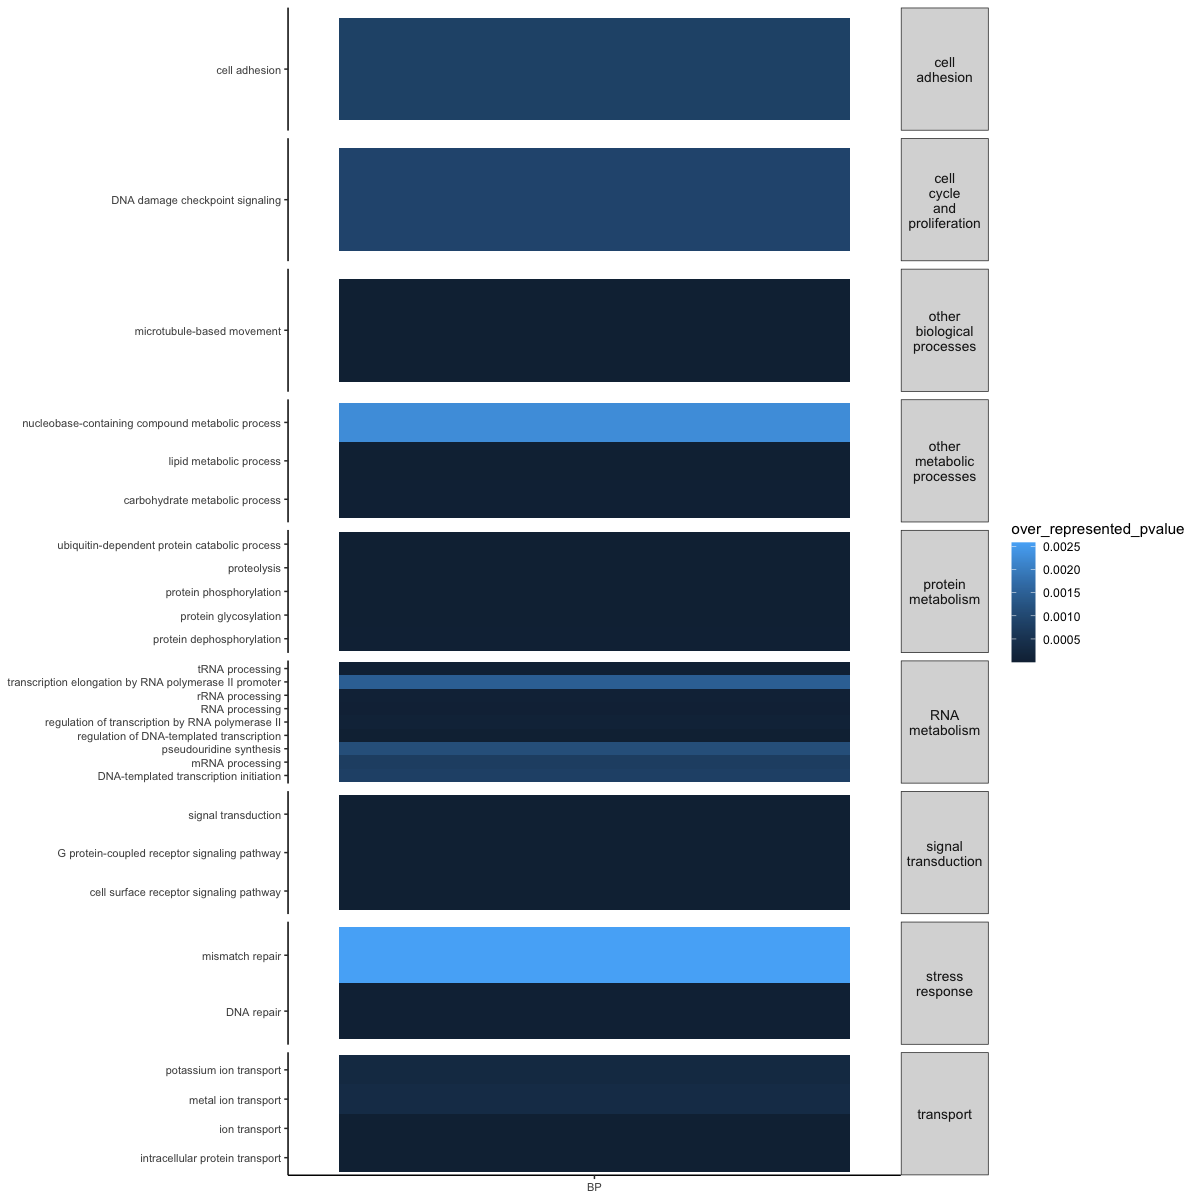 cell adhesion
cell
adhesion
DNA damage checkpoint signaling
cell
cycle
and
proliferation
microtubule-based movement
other
biological
processes
nucleobase-containing compound metabolic process
lipid metabolic process
carbohydrate metabolic process
other
metabolic
processes
ubiquitin-dependent protein catabolic process
proteolysis
protein phosphorylation
protein glycosylation
protein dephosphorylation
protein
metabolism
tRNA processing
transcription elongation by RNA polymerase II promoter
rRNA processing
RNA processing
regulation of transcription by RNA polymerase II
regulation of DNA-templated transcription
pseudouridine synthesis
mRNA processing
DNA-templated transcription initiation
RNA
metabolism
signal transduction
G protein-coupled receptor signaling pathway
cell surface receptor signaling pathway
signal
transduction
mismatch repair
DNA repair
stress
response
potassium ion transport
metal ion transport
ion transport
intracellular protein transport
transport
BP
over_represented_pvalue
0.0025
0.0020
0.0015
0.0010
0.0005